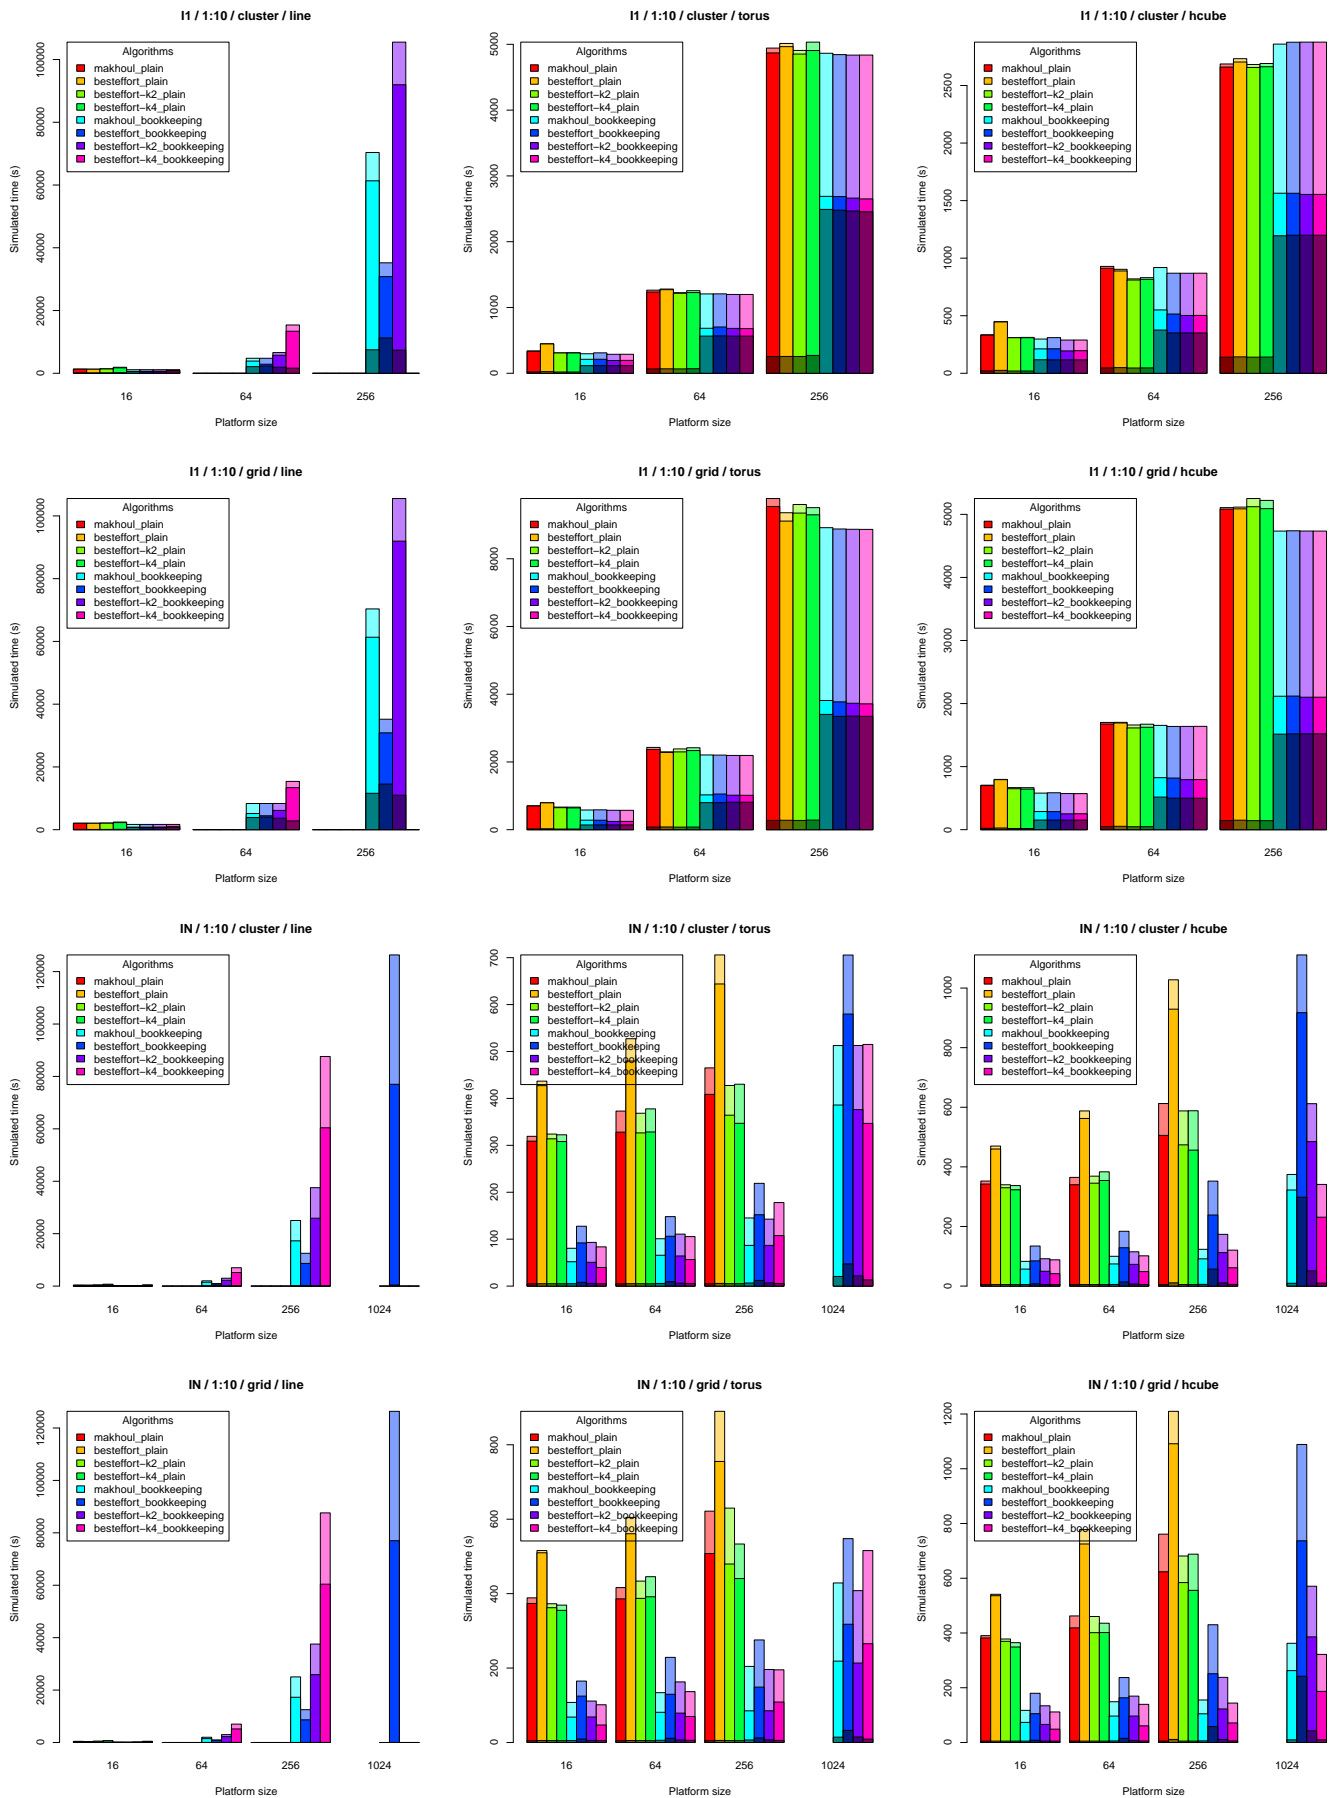 I1 / 1:10 / cluster / line
Algorithms
makhoul_plain
besteffort_plain
besteffort−k2_plain
besteffort−k4_plain
makhoul_bookkeeping
besteffort_bookkeeping
besteffort−k2_bookkeeping
besteffort−k4_bookkeeping
Simulated time (s)
0
20000
40000
60000
80000
100000
16
64
256
Platform size
I1 / 1:10 / cluster / torus
Algorithms
makhoul_plain
besteffort_plain
besteffort−k2_plain
besteffort−k4_plain
makhoul_bookkeeping
besteffort_bookkeeping
besteffort−k2_bookkeeping
besteffort−k4_bookkeeping
Simulated time (s)
0
1000
2000
3000
4000
5000
16
64
256
Platform size
I1 / 1:10 / cluster / hcube
Algorithms
makhoul_plain
besteffort_plain
besteffort−k2_plain
besteffort−k4_plain
makhoul_bookkeeping
besteffort_bookkeeping
besteffort−k2_bookkeeping
besteffort−k4_bookkeeping
Simulated time (s)
0
500
1000
1500
2000
2500
16
64
256
Platform size
I1 / 1:10 / grid / line
Algorithms
makhoul_plain
besteffort_plain
besteffort−k2_plain
besteffort−k4_plain
makhoul_bookkeeping
besteffort_bookkeeping
besteffort−k2_bookkeeping
besteffort−k4_bookkeeping
Simulated time (s)
0
20000
40000
60000
80000
100000
16
64
256
Platform size
I1 / 1:10 / grid / torus
Algorithms
makhoul_plain
besteffort_plain
besteffort−k2_plain
besteffort−k4_plain
makhoul_bookkeeping
besteffort_bookkeeping
besteffort−k2_bookkeeping
besteffort−k4_bookkeeping
Simulated time (s)
0
2000
4000
6000
8000
16
64
256
Platform size
I1 / 1:10 / grid / hcube
Algorithms
makhoul_plain
besteffort_plain
besteffort−k2_plain
besteffort−k4_plain
makhoul_bookkeeping
besteffort_bookkeeping
besteffort−k2_bookkeeping
besteffort−k4_bookkeeping
Simulated time (s)
0
1000
2000
3000
4000
5000
16
64
256
Platform size
IN / 1:10 / cluster / line
Algorithms
makhoul_plain
besteffort_plain
besteffort−k2_plain
besteffort−k4_plain
makhoul_bookkeeping
besteffort_bookkeeping
besteffort−k2_bookkeeping
besteffort−k4_bookkeeping
Simulated time (s)
0
20000
40000
60000
80000
100000
120000
16
64
256
1024
Platform size
IN / 1:10 / cluster / torus
Algorithms
makhoul_plain
besteffort_plain
besteffort−k2_plain
besteffort−k4_plain
makhoul_bookkeeping
besteffort_bookkeeping
besteffort−k2_bookkeeping
besteffort−k4_bookkeeping
Simulated time (s)
0
100
200
300
400
500
600
700
16
64
256
1024
Platform size
IN / 1:10 / cluster / hcube
Algorithms
makhoul_plain
besteffort_plain
besteffort−k2_plain
besteffort−k4_plain
makhoul_bookkeeping
besteffort_bookkeeping
besteffort−k2_bookkeeping
besteffort−k4_bookkeeping
Simulated time (s)
0
200
400
600
800
1000
16
64
256
1024
Platform size
IN / 1:10 / grid / line
Algorithms
makhoul_plain
besteffort_plain
besteffort−k2_plain
besteffort−k4_plain
makhoul_bookkeeping
besteffort_bookkeeping
besteffort−k2_bookkeeping
besteffort−k4_bookkeeping
Simulated time (s)
0
20000
40000
60000
80000
100000
120000
16
64
256
1024
Platform size
IN / 1:10 / grid / torus
Algorithms
makhoul_plain
besteffort_plain
besteffort−k2_plain
besteffort−k4_plain
makhoul_bookkeeping
besteffort_bookkeeping
besteffort−k2_bookkeeping
besteffort−k4_bookkeeping
Simulated time (s)
0
200
400
600
800
16
64
256
1024
Platform size
IN / 1:10 / grid / hcube
Algorithms
makhoul_plain
besteffort_plain
besteffort−k2_plain
besteffort−k4_plain
makhoul_bookkeeping
besteffort_bookkeeping
besteffort−k2_bookkeeping
besteffort−k4_bookkeeping
Simulated time (s)
0
200
400
600
800
1000
1200
16
64
256
1024
Platform size